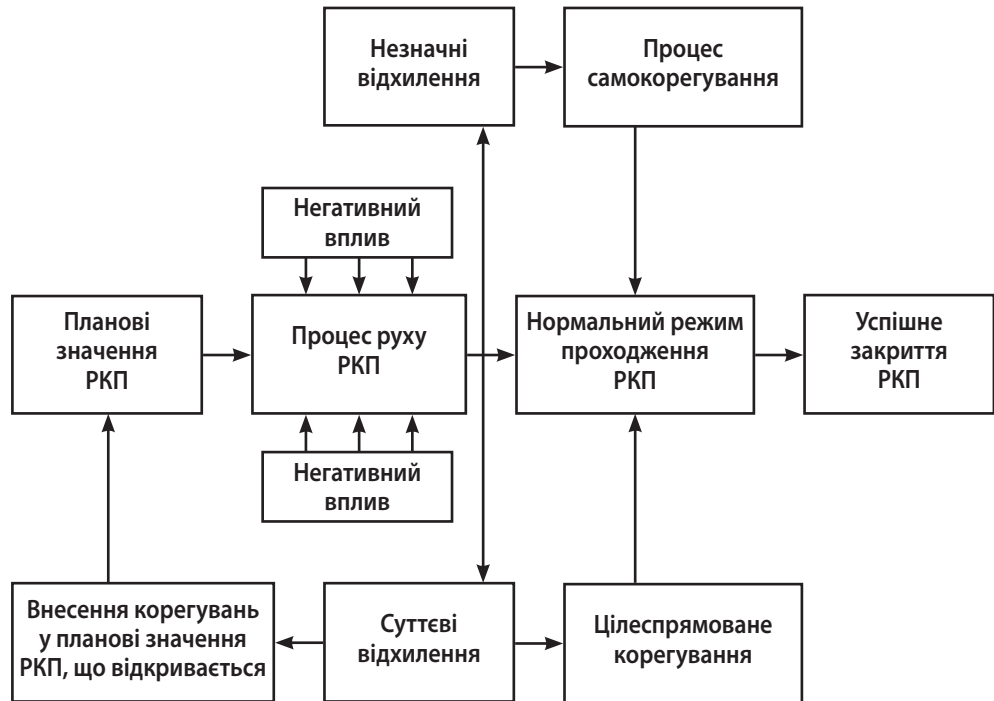 Незначні
відхилення
Процес
самокорегування
Негативний
вплив
Планові
значення
РКП
Процес руху
РКП
Нормальний режим
проходження
РКП
Успішне
закриття
РКП
Негативний
вплив
Внесення корегувань
у планові значення
РКП, що відкривається
Суттєві
відхилення
Цілеспрямоване
корегування